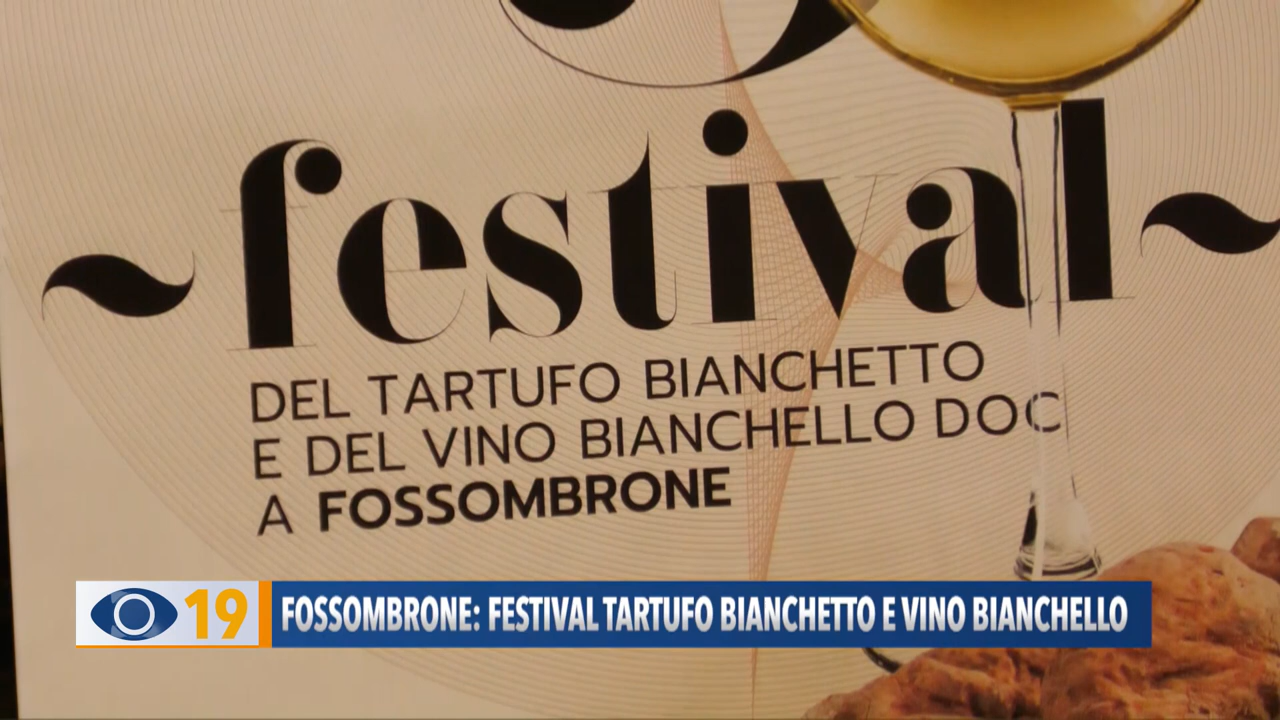 ~festival~
DEL TARTUFO BIANCHETTO
E DEL VINO BIANCHELLO DOC
A FOSSOMBRONE
19 FOSSOMBRONE: FESTIVAL TARTUFO BIANCHETTO E VINO BIANCHELLO